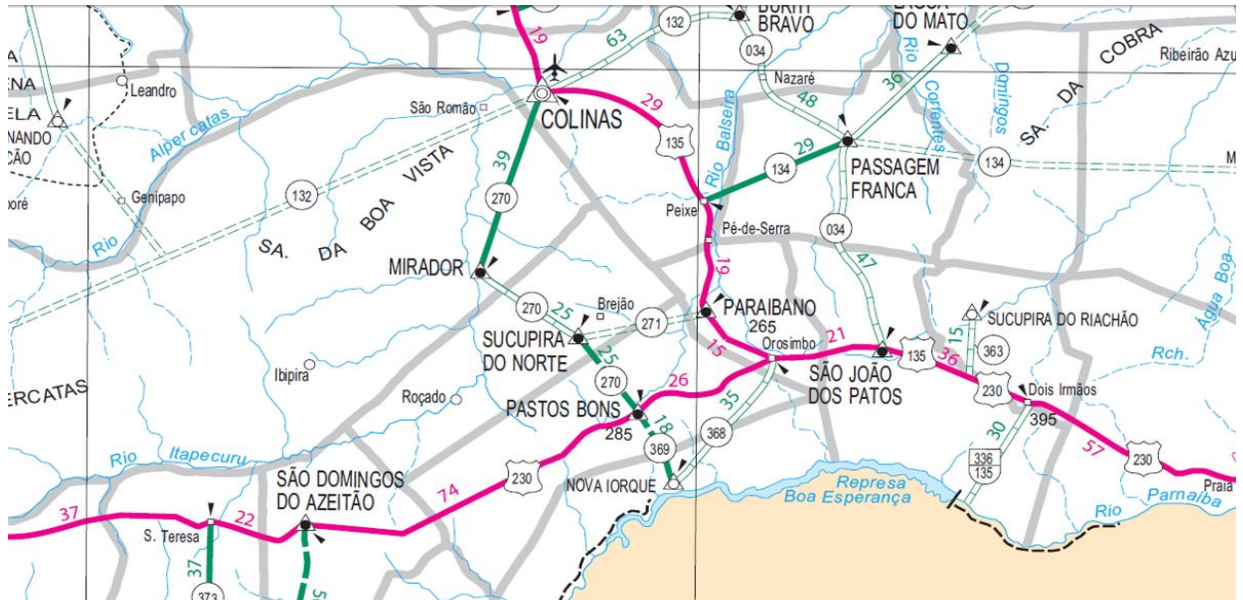 BURITI
BRAVO
DO MATO
COBRA
Ribeirão Azu
19
63
132
034
Rio
Correntes
Domingos
36
DA
SA.
ENA
ELA
NANDO
ÇÃO
Leandro
São Romão
COLINAS
Nazaré
48
Alpercatas
29
135
Rio Balseira
29
134
PASSAGEM
FRANCA
134
M
39
VISTA
270
BOA
DA
SA.
132
Genipapo
oré
Rio
Peixe
Pé-de-Serra
034
47
Água Boa
MIRADOR
19
25
270
Brejão
271
PARAIBANO
265
SUCUPIRA
DO NORTE
15
Orosimbo
21
15
SUCUPIRA DO RIACHÃO
363
135
36
Rch.
25
270
Ibipira
SÃO JOÃO
DOS PATOS
230
Dois Irmãos
395
ERCATAS
Roçado
PASTOS BONS
285
26
18
369
35
368
30
57
230
336
135
Rio Itapecuru
SÃO DOMINGOS
DO AZEITÃO
74
230
NOVA IORQUE
Represa
Boa Esperança
Rio Parnaíba
Praia
37
22
S. Teresa
37
373
5